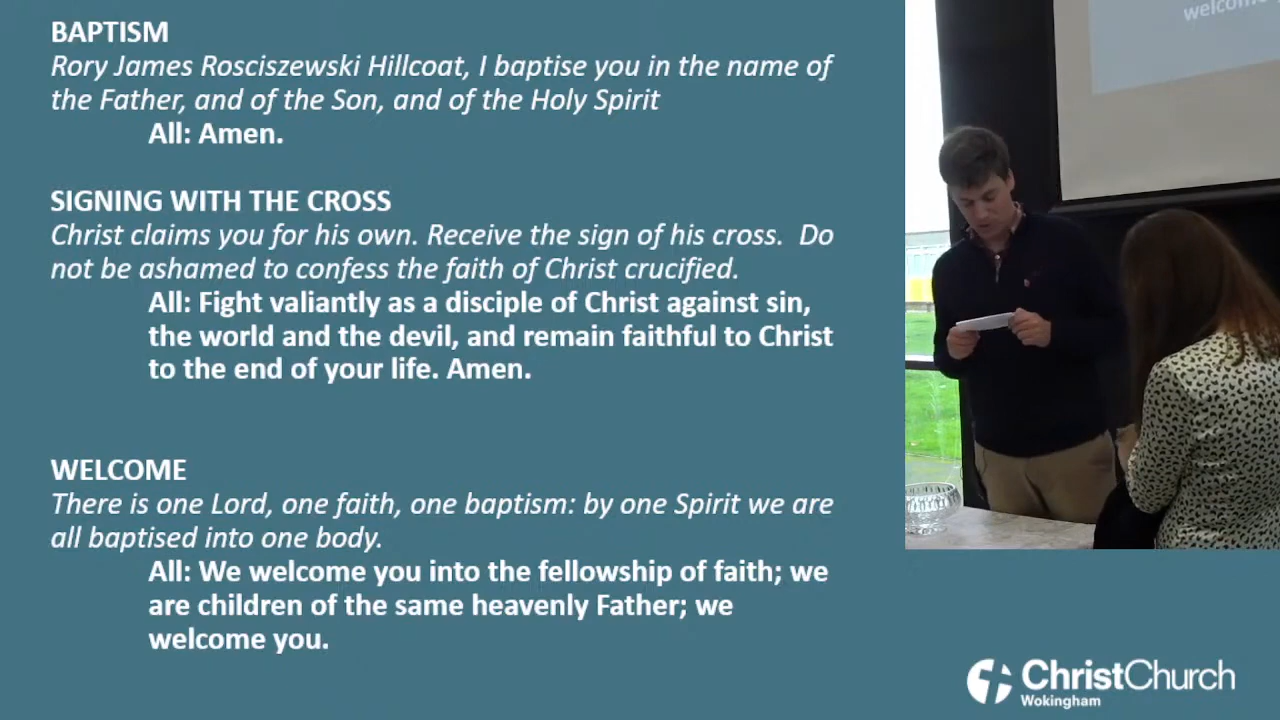 BAPTISM
Rory James Rosciszewski Hillcoat, I baptise you in the name of
the Father, and of the Son, and of the Holy Spirit
All: Amen.
SIGNING WITH THE CROSS
Christ claims you for his own. Receive the sign of his cross.  Do
not be ashamed to confess the faith of Christ crucified.
All: Fight valiantly as a disciple of Christ against sin,
the world and the devil, and remain faithful to Christ
to the end of your life. Amen.
WELCOME
There is one Lord, one faith, one baptism: by one Spirit we are
all baptised into one body.
All: We welcome you into the fellowship of faith; we
are children of the same heavenly Father; we
welcome you.
welcome
ChristChurch
Wokingham